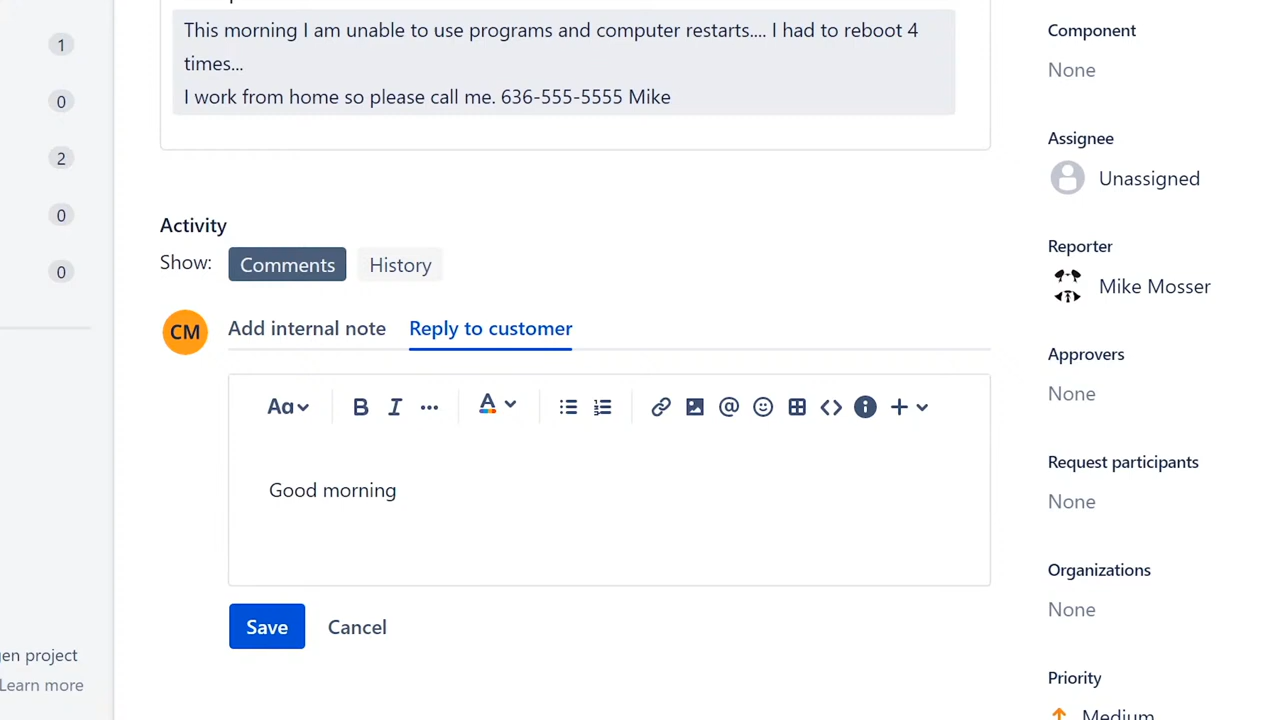 1
0
2
0
0
This morning I am unable to use programs and computer restarts.... I had to reboot 4
times...
I work from home so please call me. 636-555-5555 Mike
Activity
Show: Comments History
CM Add internal note Reply to customer
Aa B I ... A
Good morning
Save Cancel
project
Learn more
Component
None
Assignee
Unassigned
Reporter
Mike Mosser
Approvers
None
Request participants
None
Organizations
None
Priority
Medium